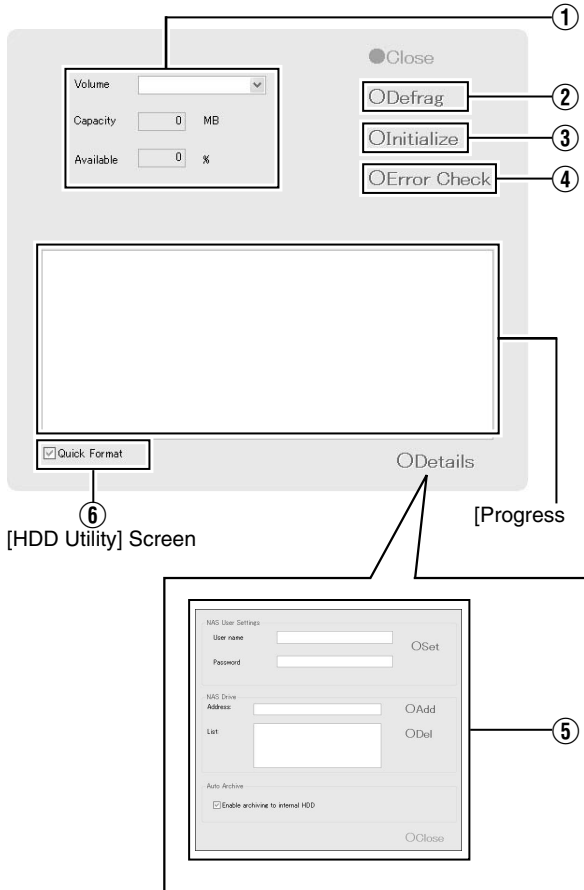 ①
Close
Volume
② Defrag
Capacity 0 MB
③ Initialize
Available 0 %
④ Error Check
Quick Format
Details
⑥
[Progress
[HDD Utility] Screen
NAS User Settings
User name
Set
Password
NAS Drive
Address:
Add
List:
Del
⑤
Auto Archive
Enable archiving to internal HDD
Close